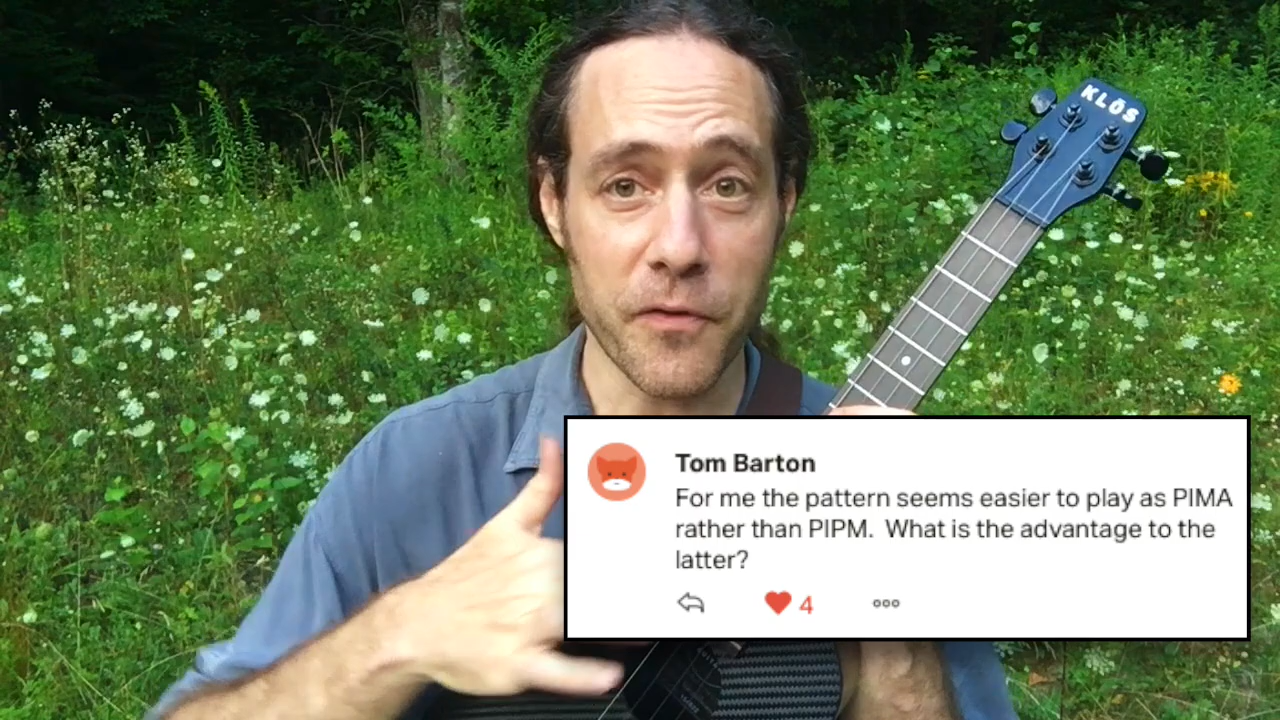 KLŌS
Tom Barton
For me the pattern seems easier to play as PIMA
rather than PIPM. What is the advantage to the
latter?
4